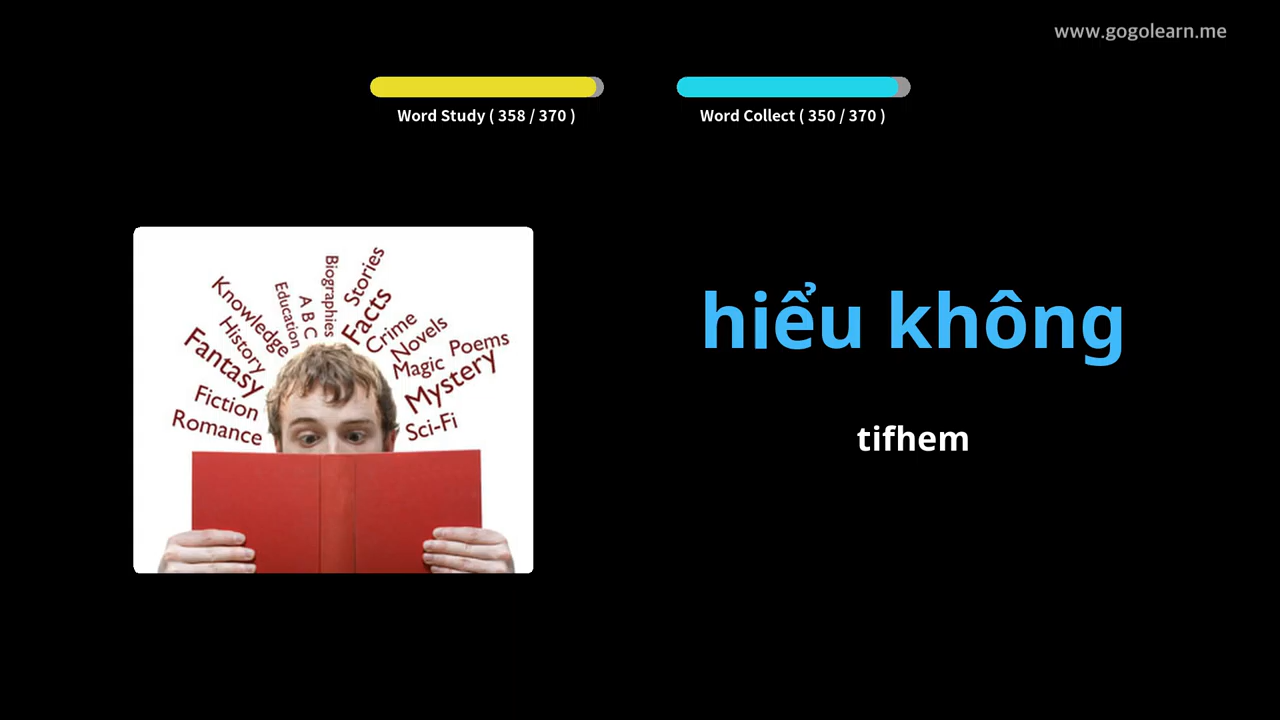 www.gogolearn.me
Word Study ( 358 / 370 )
Word Collect ( 350 / 370 )
Knowledge
History
Fantasy
Fiction
Romance
Education
A B C
Biographies
Stories
Facts
Crime
Novels
Magic
Poems
Mystery
Sci-Fi
hiểu không
tifhem